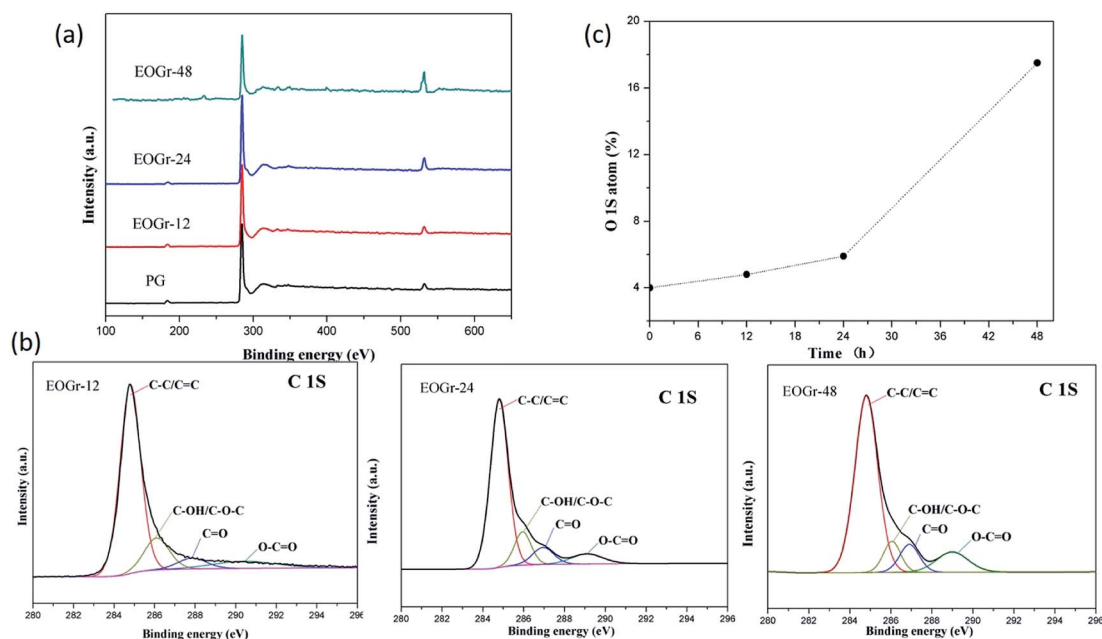 (a)
EOGr-48
EOGr-24
EOGr-12
PG
Intensity (a.u.)
100 200 300 400 500 600
Binding energy (eV)
(c)
20
16
12
8
4
O 1S atom (%)
0 6 12 18 24 30 36 42 48
Time (h)
(b)
EOGr-12
C 1S
C-C/C=C
C-OH/C-O-C
C=O
O-C=O
Intensity (a.u.)
280 282 284 286 288 290 292 294 296
Binding energy (eV)
EOGr-24
C 1S
C-C/C=C
C-OH/C-O-C
C=O
O-C=O
Intensity (a.u.)
280 282 284 286 288 290 292 294 296
Binding energy (eV)
EOGr-48
C 1S
C-C/C=C
C-OH/C-O-C
C=O
O-C=O
Intensity (a.u.)
280 282 284 286 288 290 292 294 296
Binding energy (eV)